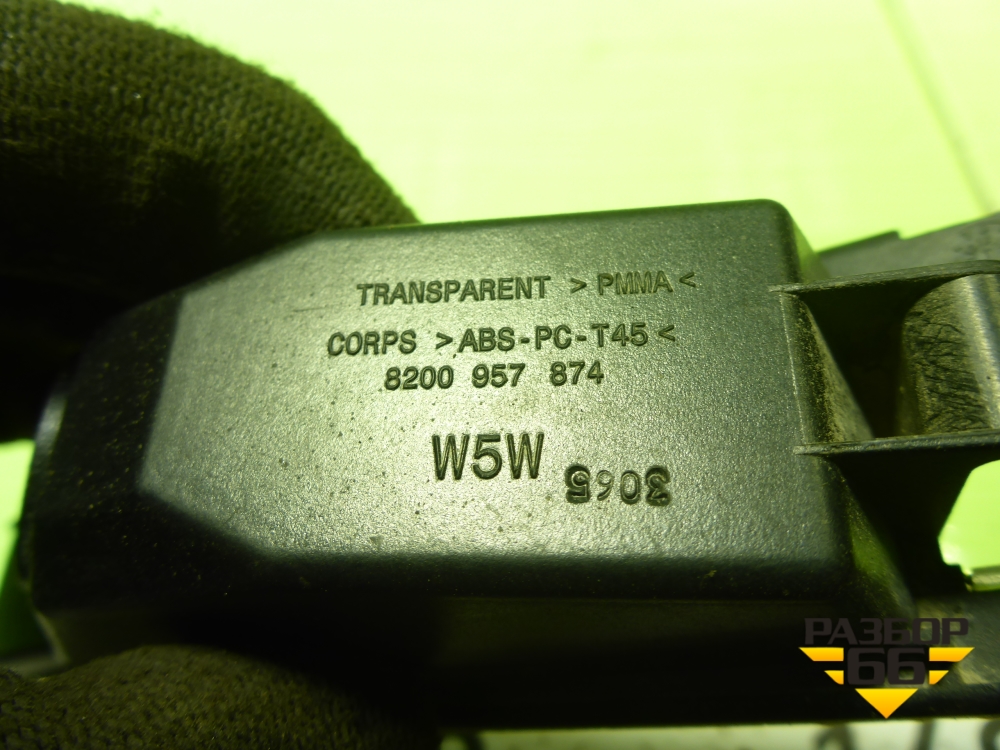 TRANSPARENT >PMMA<
CORPS >ABS-PC-T45<
8200 957 874
W5W
3065
РАЗБОР
66